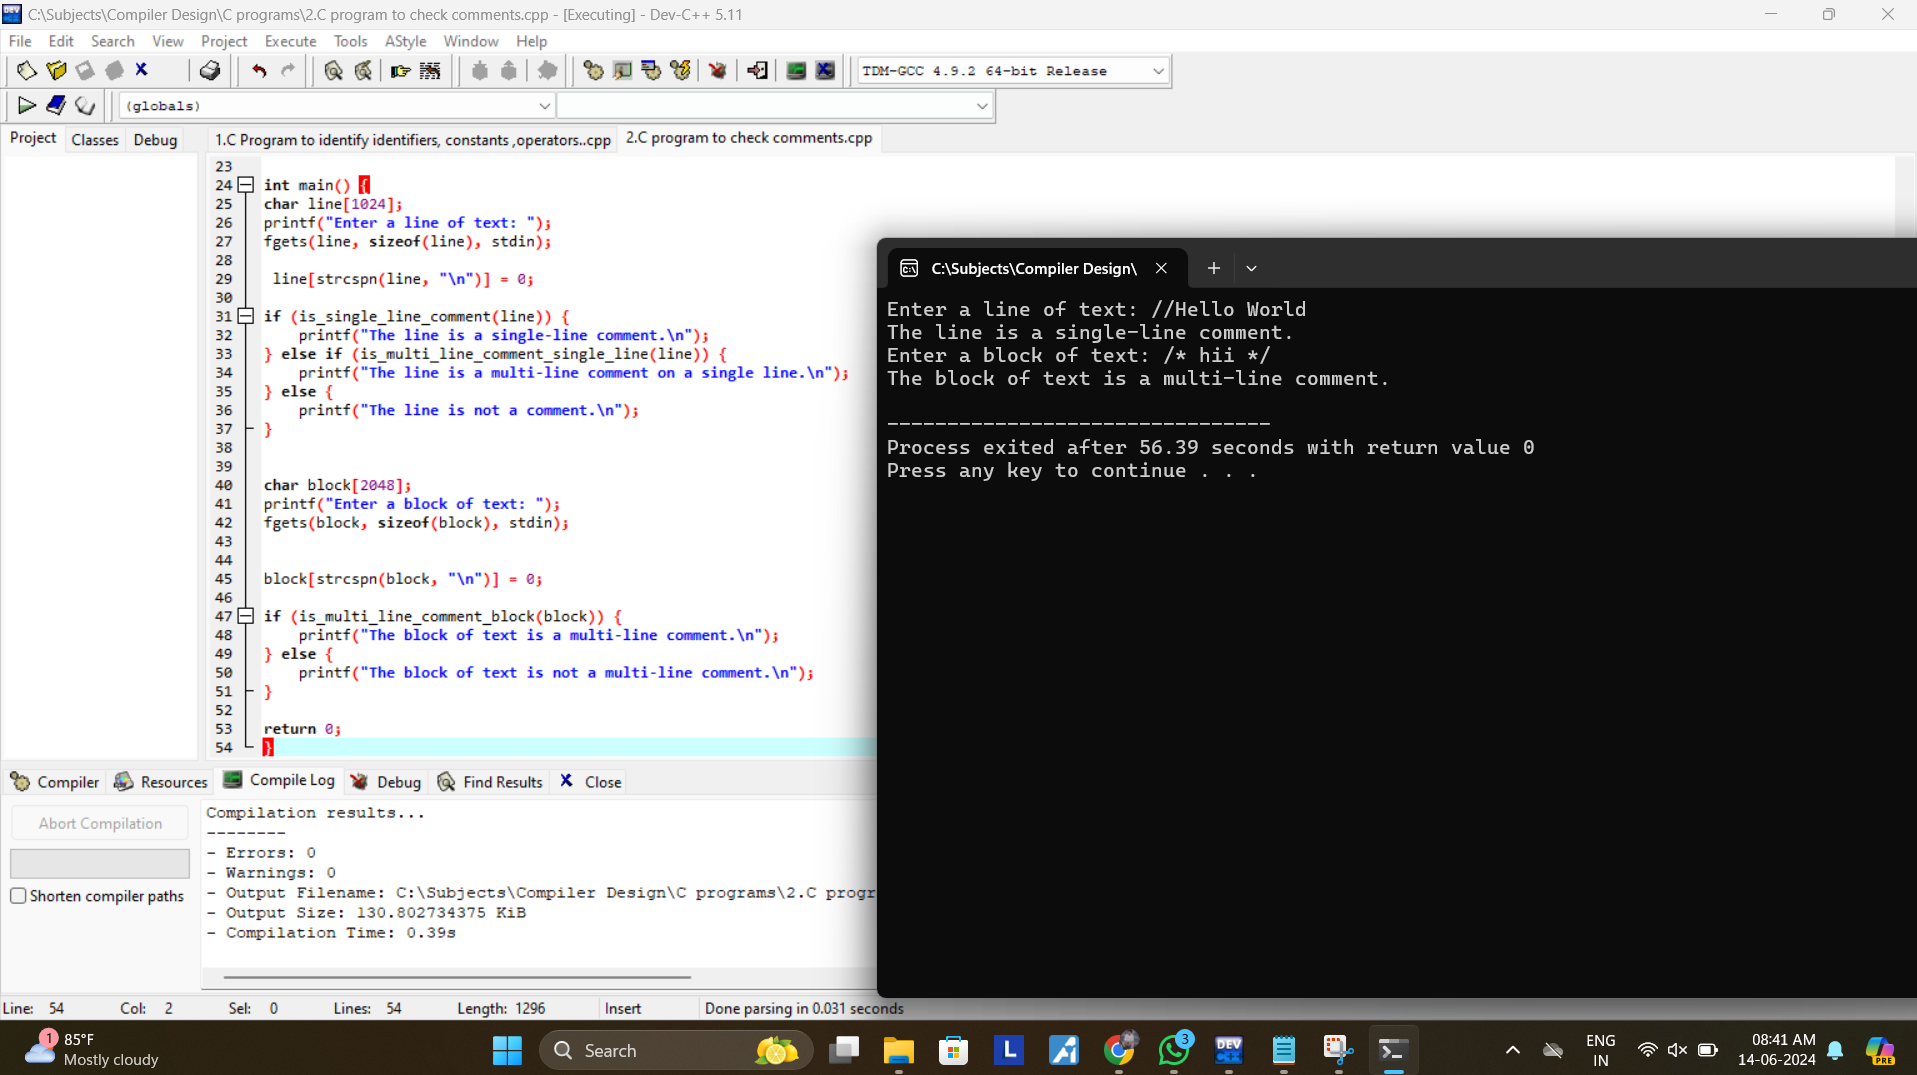 C:\Subjects\Compiler Design\C programs\2.C program to check comments.cpp - [Executing] - Dev-C++ 5.11
File Edit Search View Project Execute Tools AStyle Window Help
TDM-GCC 4.9.2 64-bit Release
(globals)
Project Classes Debug 1.C Program to identify identifiers, constants ,operators..cpp 2.C program to check comments.cpp
23
24 int main() {
25 char line[1024];
26 printf("Enter a line of text: ");
27 fgets(line, sizeof(line), stdin);
28
29 line[strcspn(line, "\n")] = 0;
30
31 if (is_single_line_comment(line)) {
32 printf("The line is a single-line comment.\n");
33 } else if (is_multi_line_comment_single_line(line)) {
34 printf("The line is a multi-line comment on a single line.\n");
35 } else {
36 printf("The line is not a comment.\n");
37 }
38
39
40 char block[2048];
41 printf("Enter a block of text: ");
42 fgets(block, sizeof(block), stdin);
43
44
45 block[strcspn(block, "\n")] = 0;
46
47 if (is_multi_line_comment_block(block)) {
48 printf("The block of text is a multi-line comment.\n");
49 } else {
50 printf("The block of text is not a multi-line comment.\n");
51 }
52
53 return 0;
54 }
C:\Subjects\Compiler Design\
Enter a line of text: //Hello World
The line is a single-line comment.
Enter a block of text: /* hii */
The block of text is a multi-line comment.
--------------------------------
Process exited after 56.39 seconds with return value 0
Press any key to continue . . .
Compiler Resources Compile Log Debug Find Results Close
Abort Compilation
Shorten compiler paths
Compilation results...
--------
- Errors: 0
- Warnings: 0
- Output Filename: C:\Subjects\Compiler Design\C programs\2.C progr
- Output Size: 130.802734375 KiB
- Compilation Time: 0.39s
Line: 54 Col: 2 Sel: 0 Lines: 54 Length: 1296 Insert Done parsing in 0.031 seconds
1
85°F
Mostly cloudy
Search
L
3
DEV
C++
ENG
IN
08:41 AM
14-06-2024
PRE